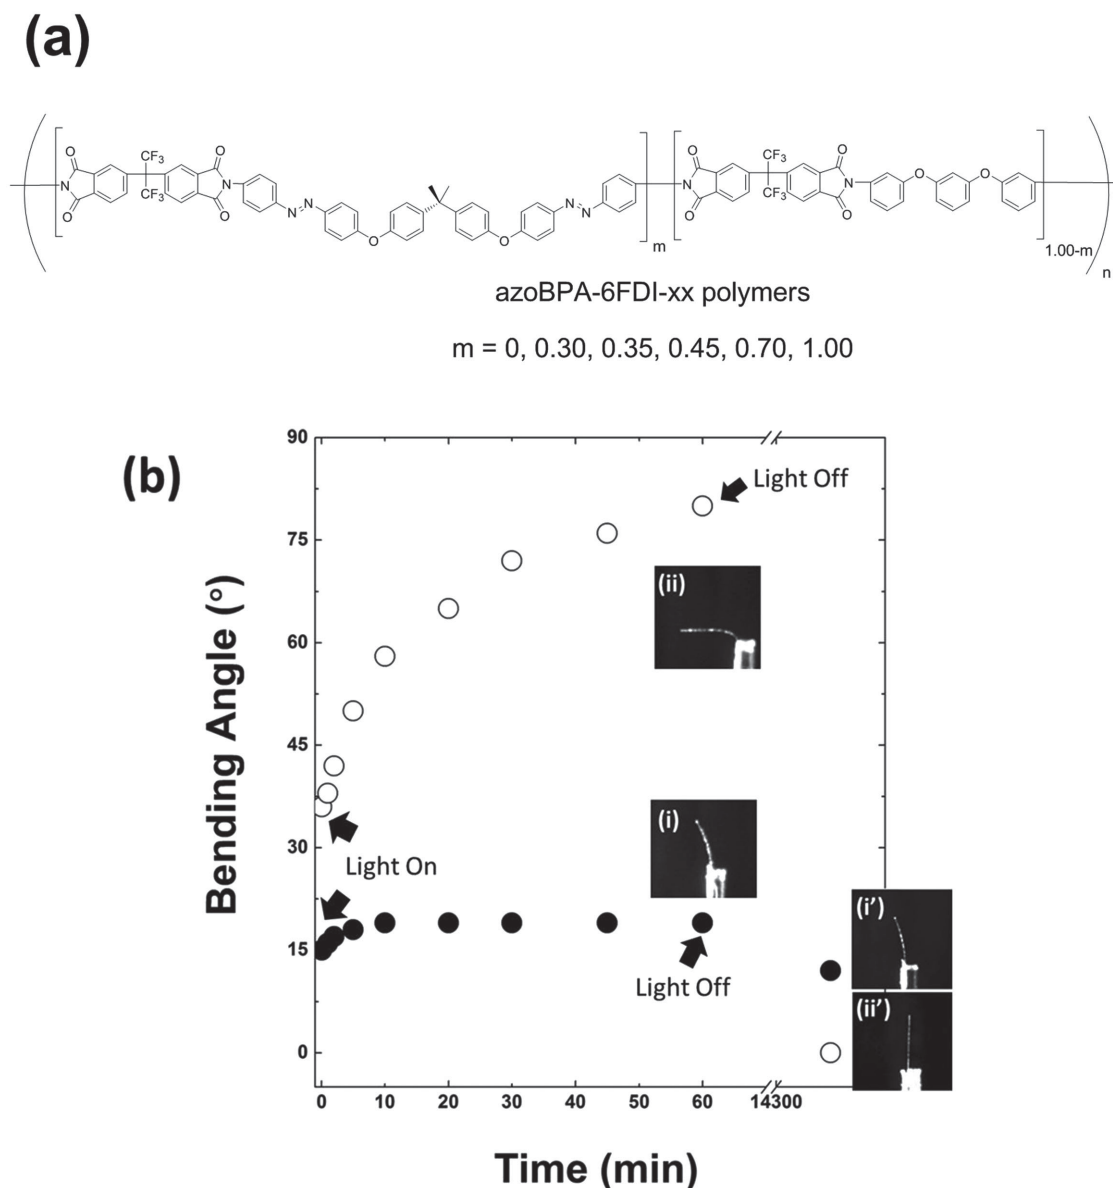 (a)
O O CF3 O O O O CF3 O O
N CF3 N N=N N=N N CF3 N O O
O O O O O O
m 1.00-m n
azoBPA-6FDI-xx polymers
m = 0, 0.30, 0.35, 0.45, 0.70, 1.00
(b)
90
75
60
45
30
15
0
Bending Angle (°)
Light Off
(ii)
(i)
Light On
Light Off
(i’)
(ii’)
0 10 20 30 40 50 60 14300
Time (min)